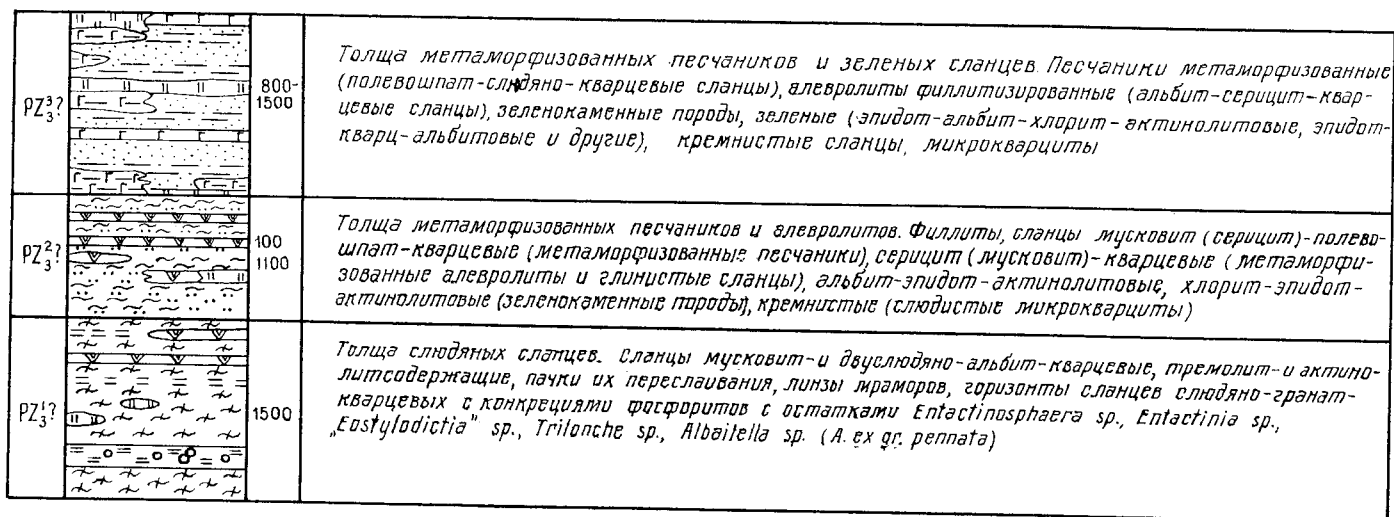 PZ₃³?
800-
1500
Толща метаморфизованных песчаников и зеленых сланцев. Песчаники метаморфизованные
(полевошпат-слюдяно-кварцевые сланцы), алевролиты филлитизированные (альбит-серицит-квар-
цевые сланцы), зеленокаменные породы, зеленые (эпидот-альбит-хлорит-актинолитовые, эпидот-
кварц-альбитовые и другие), кремнистые сланцы, микрокварциты
PZ₃²?
100
1100
Толща метаморфизованных песчаников и алевролитов. Филлиты, сланцы мусковит (серицит)-полево-
шпат-кварцевые (метаморфизованные песчаники), серицит (мусковит)-кварцевые (метаморфи-
зованные алевролиты и глинистые сланцы), альбит-эпидот-актинолитовые, хлорит-эпидот-
актинолитовые (зеленокаменные породы), кремнистые (слюдистые микрокварциты)
PZ₃¹?
1500
Толща слюдяных сланцев. Сланцы мусковит-и двуслюдяно-альбит-кварцевые, тремолит-и актино-
литсодержащие, пачки их переслаивания, линзы мраморов, горизонты сланцев слюдяно-гранат-
кварцевых с конкрециями фосфоритов с остатками Entactinosphaera sp., Entactinia sp.,
„Eostylodictia" sp., Trilonche sp., Albaitella sp. (A. ex gr. pennata)